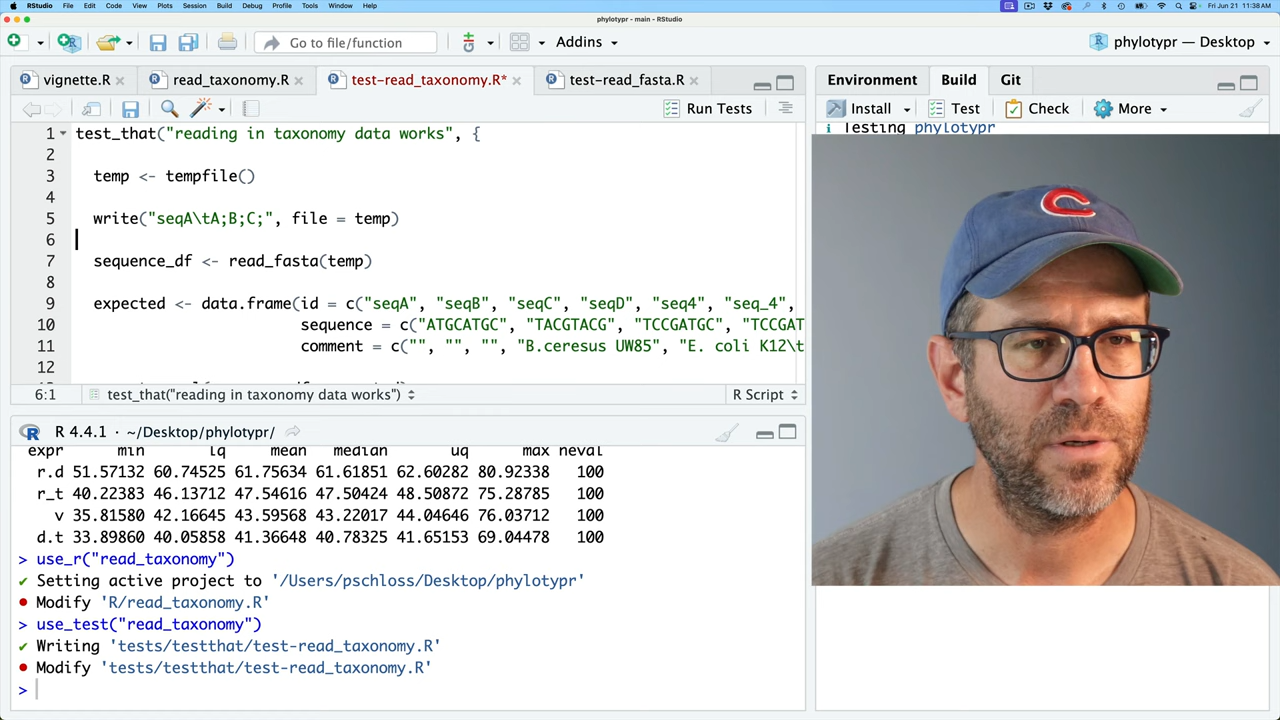 RStudio File Edit Code View Plots Session Build Debug Profile Tools Window Help Fri Jun 21 11:38 AM
phylotypr - main - RStudio
Go to file/function Addins phylotypr — Desktop
vignette.R read_taxonomy.R test-read_taxonomy.R* test-read_fasta.R
Run Tests
1 test_that("reading in taxonomy data works", {
2
3 temp <- tempfile()
4
5 write("seqA\tA;B;C;", file = temp)
6
7 sequence_df <- read_fasta(temp)
8
9 expected <- data.frame(id = c("seqA", "seqB", "seqC", "seqD", "seq4", "seq_4",
10 sequence = c("ATGCATGC", "TACGTACG", "TCCGATGC", "TCCGAT
11 comment = c("", "", "", "B.ceresus UW85", "E. coli K12\t
12
6:1 test_that("reading in taxonomy data works") R Script
R 4.4.1 · ~/Desktop/phylotypr/
expr min lq mean median uq max neval
r.d 51.57132 60.74525 61.75634 61.61851 62.60282 80.92338 100
r_t 40.22383 46.13712 47.54616 47.50424 48.50872 75.28785 100
v 35.81580 42.16645 43.59568 43.22017 44.04646 76.03712 100
d.t 33.89860 40.05858 41.36648 40.78325 41.65153 69.04478 100
> use_r("read_taxonomy")
✔ Setting active project to '/Users/pschloss/Desktop/phylotypr'
● Modify 'R/read_taxonomy.R'
> use_test("read_taxonomy")
✔ Writing 'tests/testthat/test-read_taxonomy.R'
● Modify 'tests/testthat/test-read_taxonomy.R'
>
Environment Build Git
Install Test Check More
ℹ Testing phylotypr
C